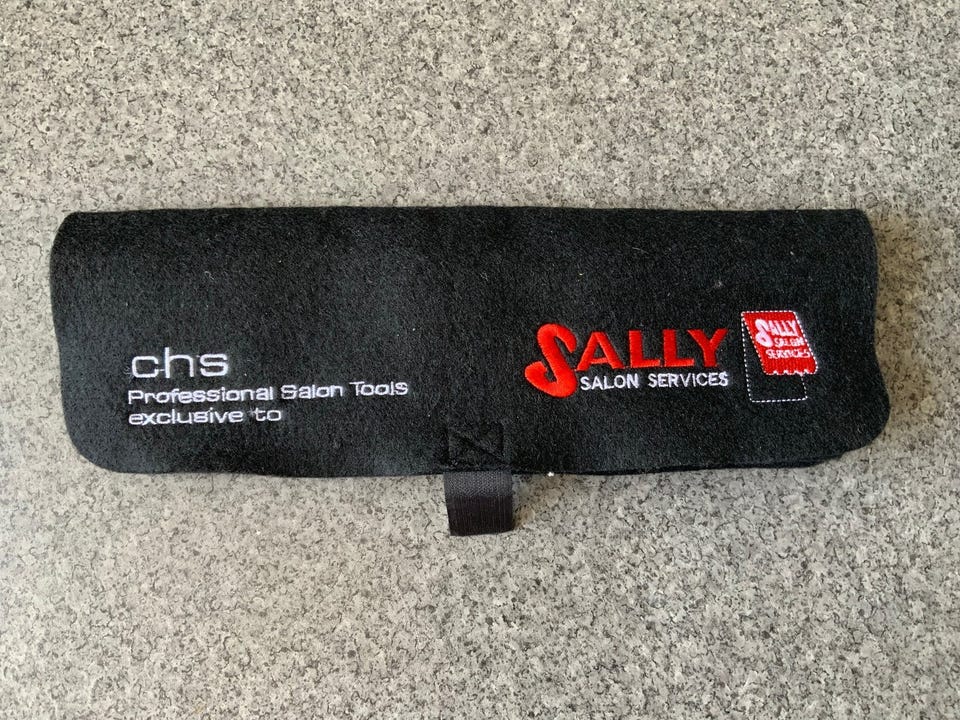 chs
Professional Salon Tools
exclusive to
SALLY
SALON SERVICES
SALLY
SALON
SERVICES